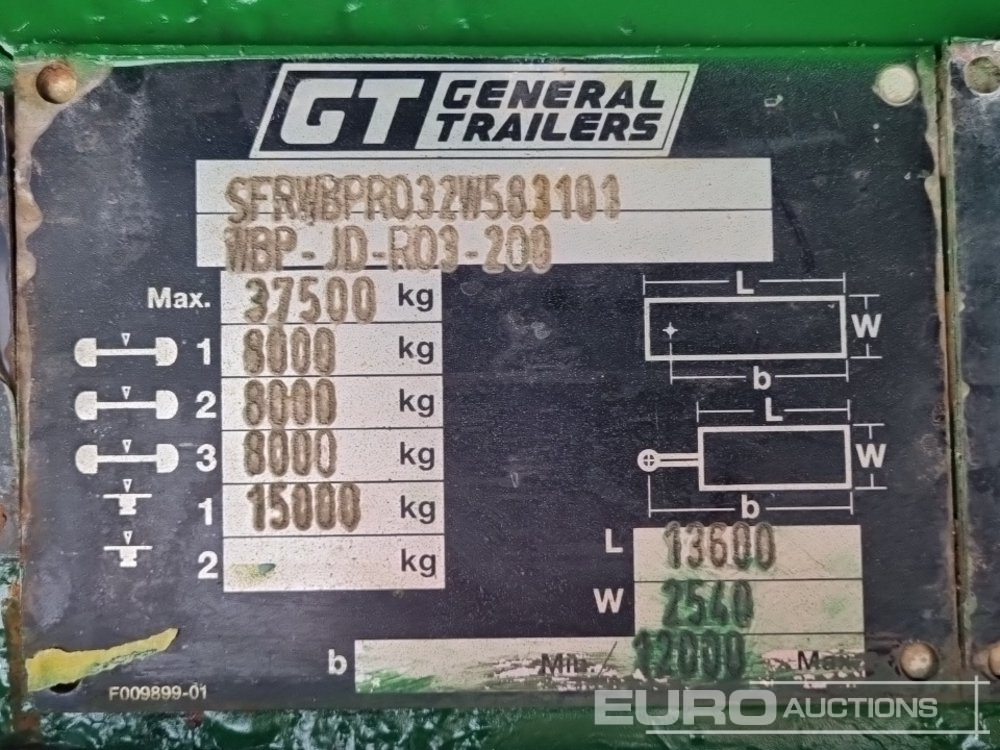 GT GENERAL TRAILERS
SFRWBPRO32W583101
WBP-JD-R03-200
Max. 37500 kg
1 8000 kg
2 8000 kg
3 8000 kg
1 15000 kg
2 - kg
L
W
b
L
W
b
L 13600
W 2540
b Min. 12000 Max.
F009899-01
EURO AUCTIONS